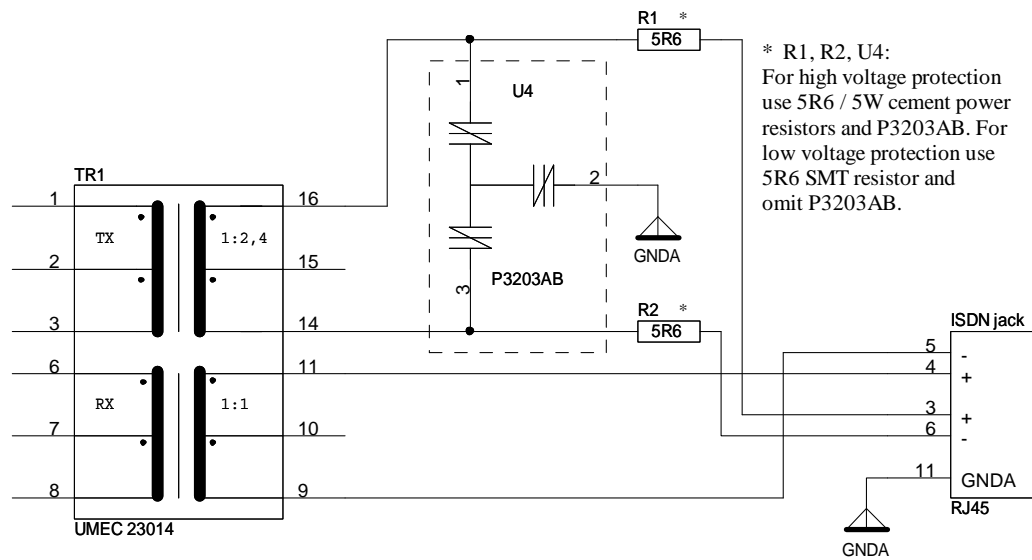 R1 *
5R6
* R1, R2, U4:
For high voltage protection
use 5R6 / 5W cement power
resistors and P3203AB. For
low voltage protection use
5R6 SMT resistor and
omit P3203AB.
1
U4
2
GNDA
P3203AB
3
TR1
1
16
TX
1:2,4
2
15
3
14
6
11
RX
1:1
7
10
8
9
UMEC 23014
R2 *
5R6
ISDN jack
5
-
4
+
3
+
6
-
11
GNDA
RJ45
GNDA